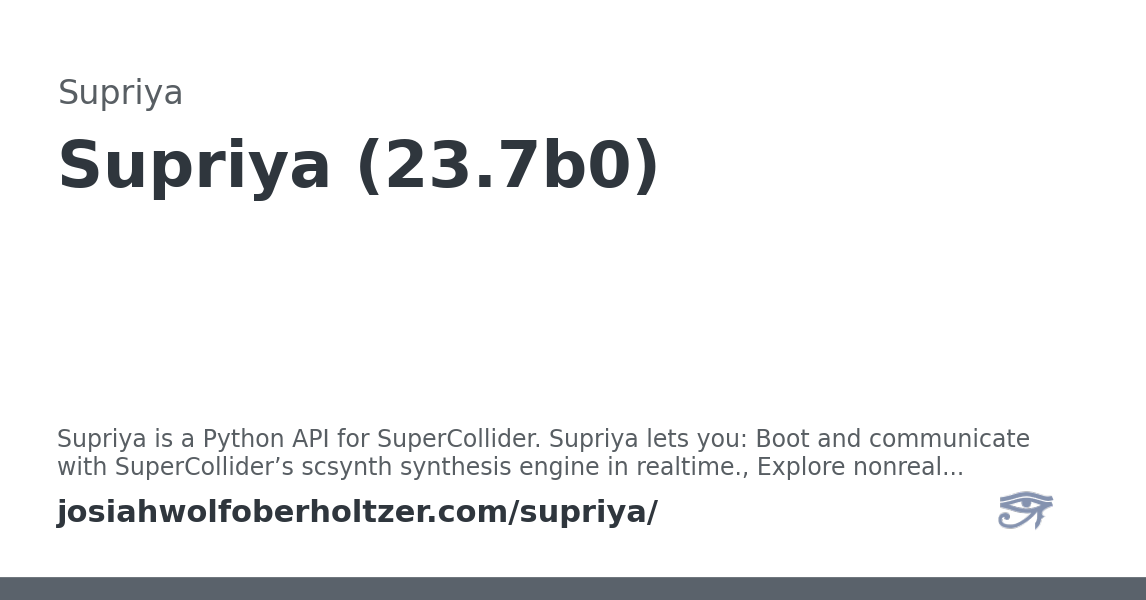 Supriya
Supriya (23.7b0)
Supriya is a Python API for SuperCollider. Supriya lets you: Boot and communicate
with SuperCollider’s scsynth synthesis engine in realtime., Explore nonreal...
josiahwolfoberholtzer.com/supriya/